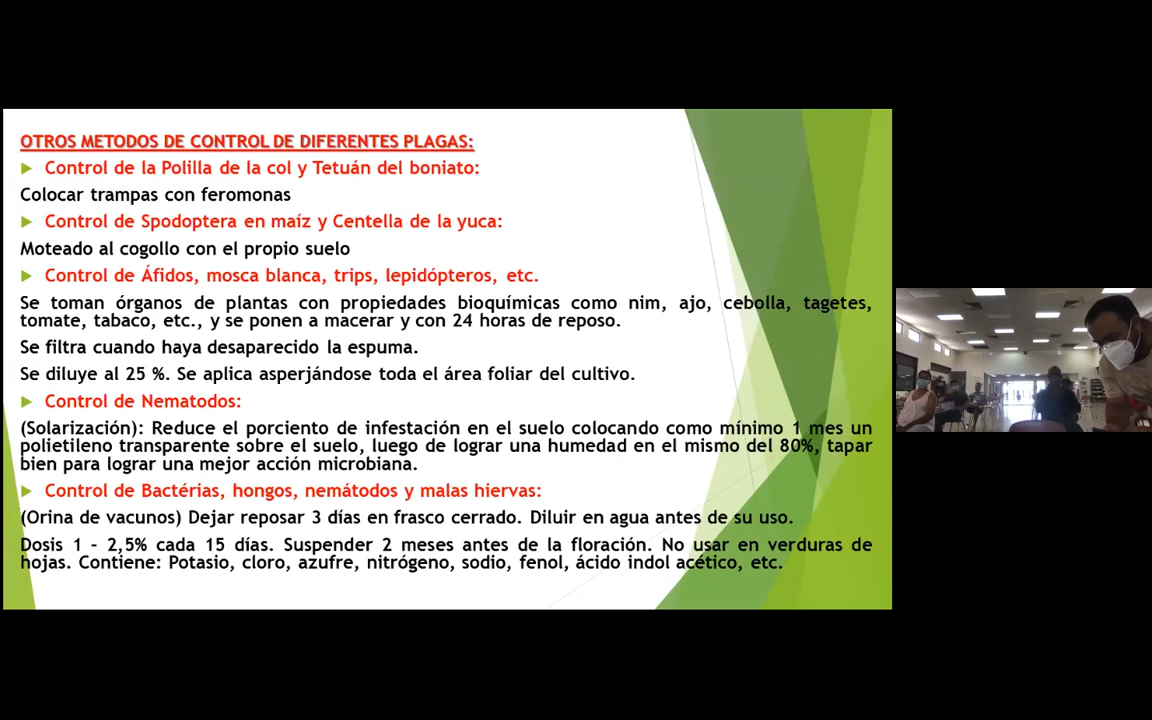 OTROS METODOS DE CONTROL DE DIFERENTES PLAGAS:
Control de la Polilla de la col y Tetuán del boniato:
Colocar trampas con feromonas
Control de Spodoptera en maíz y Centella de la yuca:
Moteado al cogollo con el propio suelo
Control de Áfidos, mosca blanca, trips, lepidópteros, etc.
Se toman órganos de plantas con propiedades bioquímicas como nim, ajo, cebolla, tagetes,
tomate, tabaco, etc., y se ponen a macerar y con 24 horas de reposo.
Se filtra cuando haya desaparecido la espuma.
Se diluye al 25 %. Se aplica asperjándose toda el área foliar del cultivo.
Control de Nematodos:
(Solarización): Reduce el porciento de infestación en el suelo colocando como mínimo 1 mes un
polietileno transparente sobre el suelo, luego de lograr una humedad en el mismo del 80%, tapar
bien para lograr una mejor acción microbiana.
Control de Bactérias, hongos, nemátodos y malas hiervas:
(Orina de vacunos) Dejar reposar 3 días en frasco cerrado. Diluir en agua antes de su uso.
Dosis 1 – 2,5% cada 15 días. Suspender 2 meses antes de la floración. No usar en verduras de
hojas. Contiene: Potasio, cloro, azufre, nitrógeno, sodio, fenol, ácido indol acético, etc.